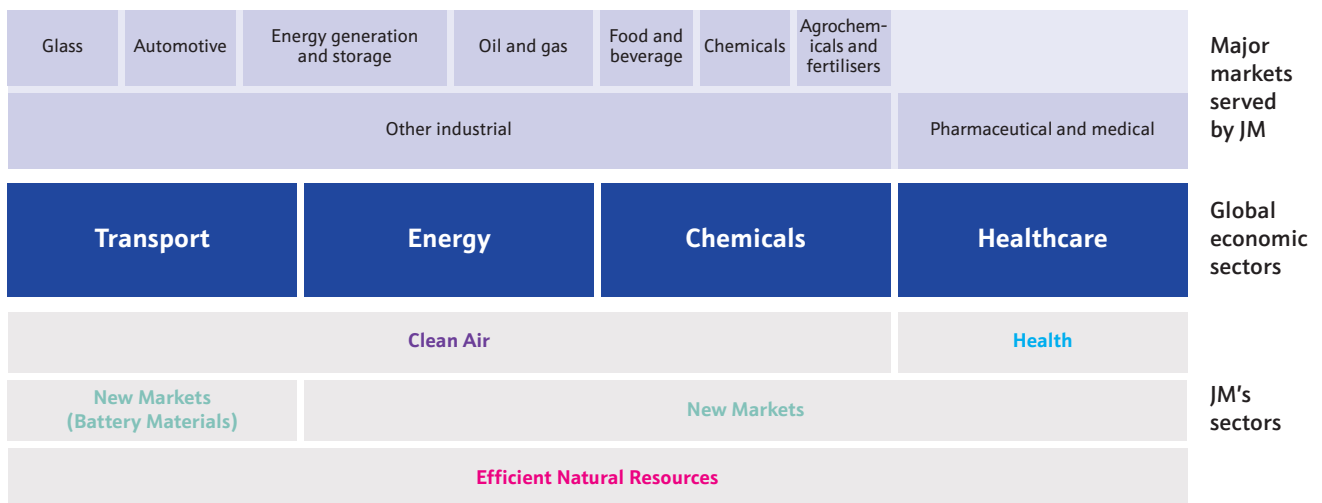 Glass
Automotive
Energy generation
and storage
Oil and gas
Food and
beverage
Chemicals
Agrochem-
icals and
fertilisers
Major
markets
served
by JM
Other industrial
Pharmaceutical and medical
Transport
Energy
Chemicals
Healthcare
Global
economic
sectors
Clean Air
Health
New Markets
(Battery Materials)
New Markets
JM's
sectors
Efficient Natural Resources